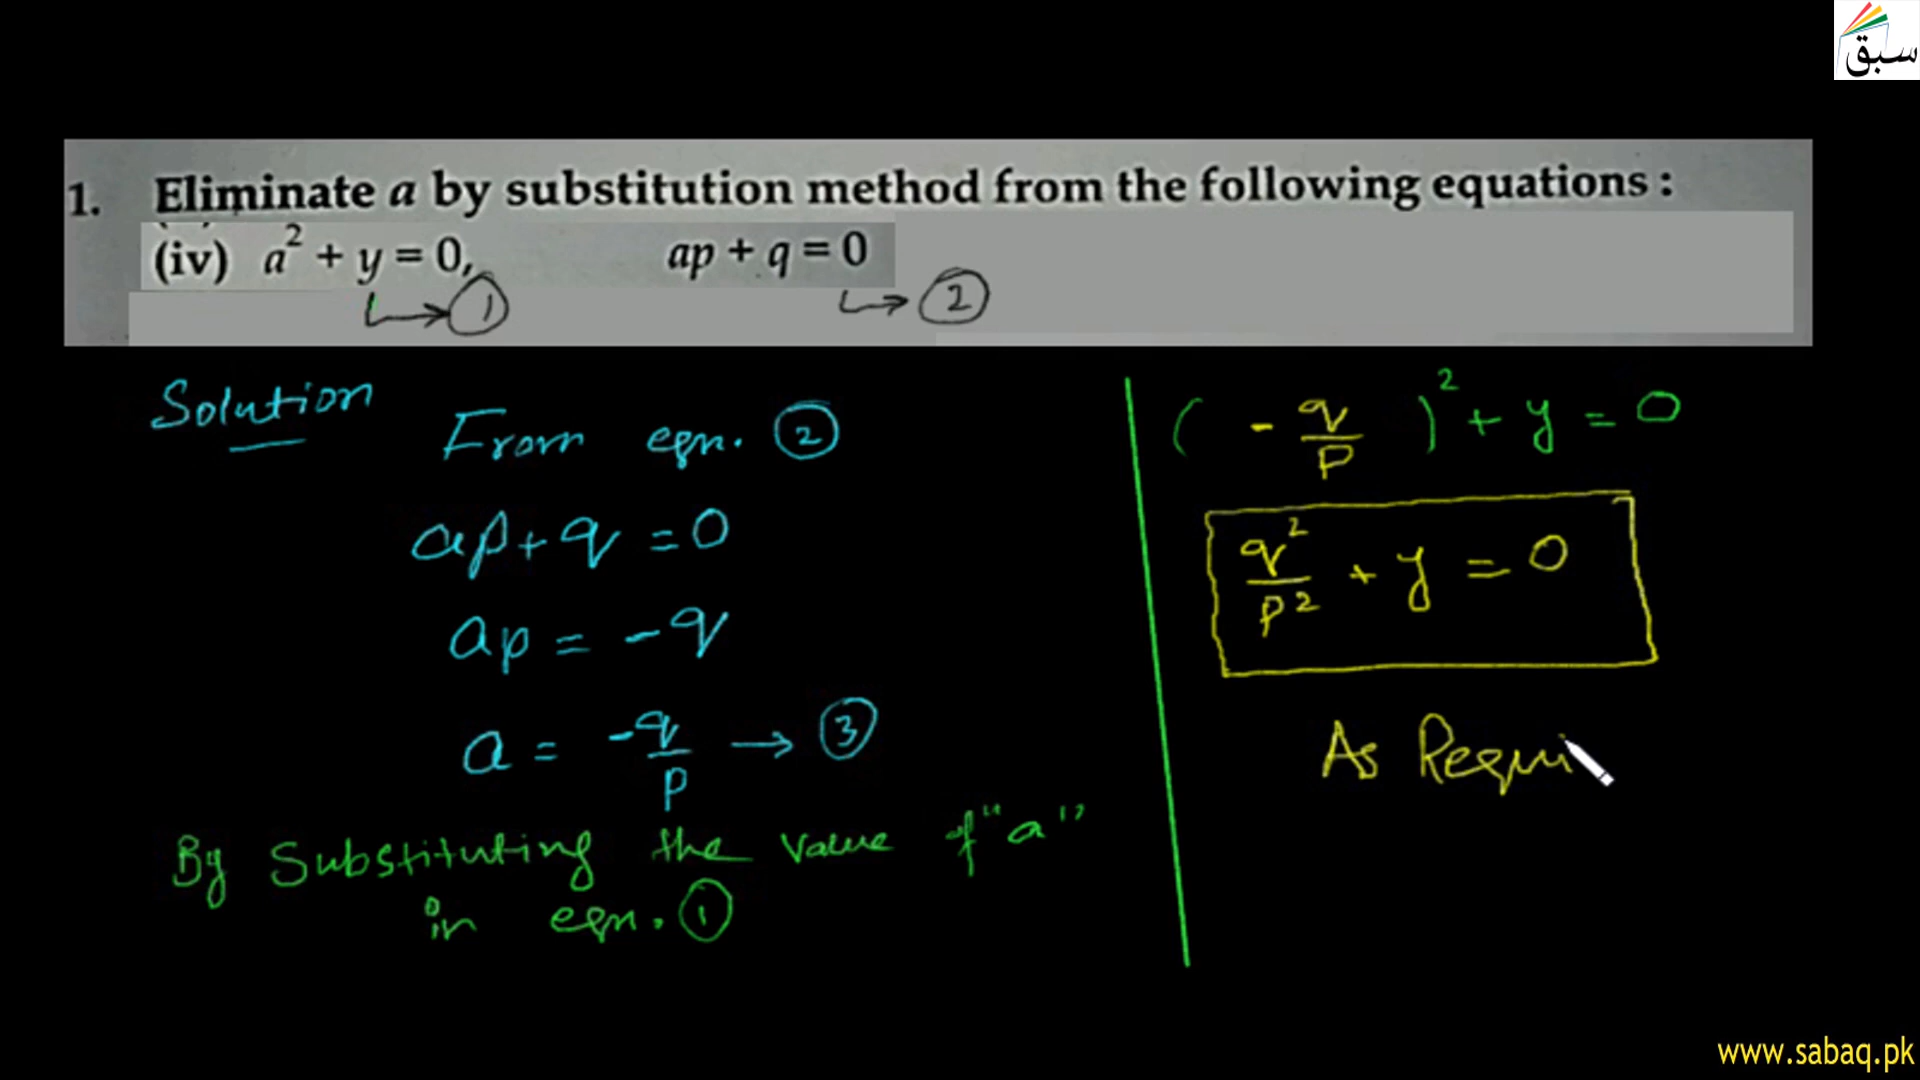 سبق
1. Eliminate a by substitution method from the following equations :
(iv) a² + y = 0, ap + q = 0
→ ① → ②
Solution
From eqn. ②
ap + q = 0
ap = -q
a = -q/p → ③
By Substituting the value of "a"
in eqn. ①
( - q/p )² + y = 0
q²/p² + y = 0
As Requi
www.sabaq.pk